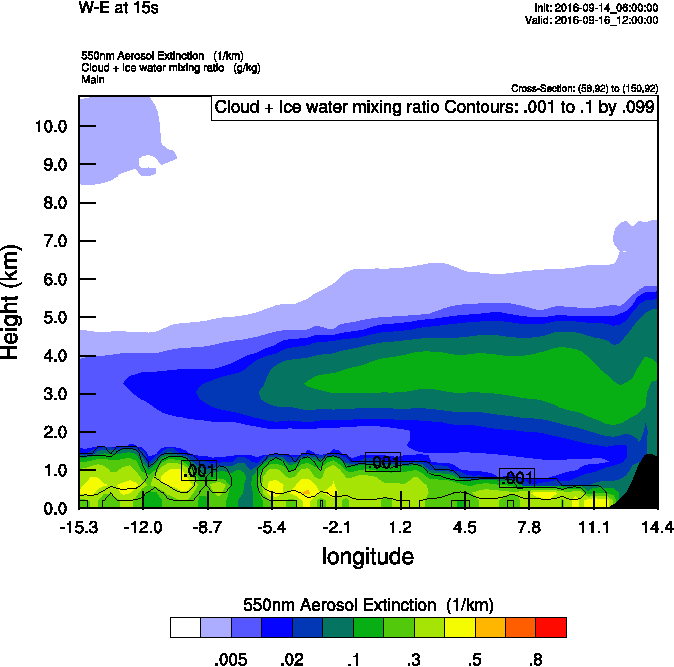 W-E at 15s
Init: 2016-09-14_06:00:00
Valid: 2016-09-16_12:00:00
550nm Aerosol Extinction (1/km)
Cloud + Ice water mixing ratio (g/kg)
Main
Cross-Section: (58,92) to (150,92)
Cloud + Ice water mixing ratio Contours: .001 to .1 by .099
Height (km)
10.0
9.0
8.0
7.0
6.0
5.0
4.0
3.0
2.0
1.0
0.0
.001
.001
.001
-15.3 -12.0 -8.7 -5.4 -2.1 1.2 4.5 7.8 11.1 14.4
longitude
550nm Aerosol Extinction (1/km)
.005 .02 .1 .3 .5 .8